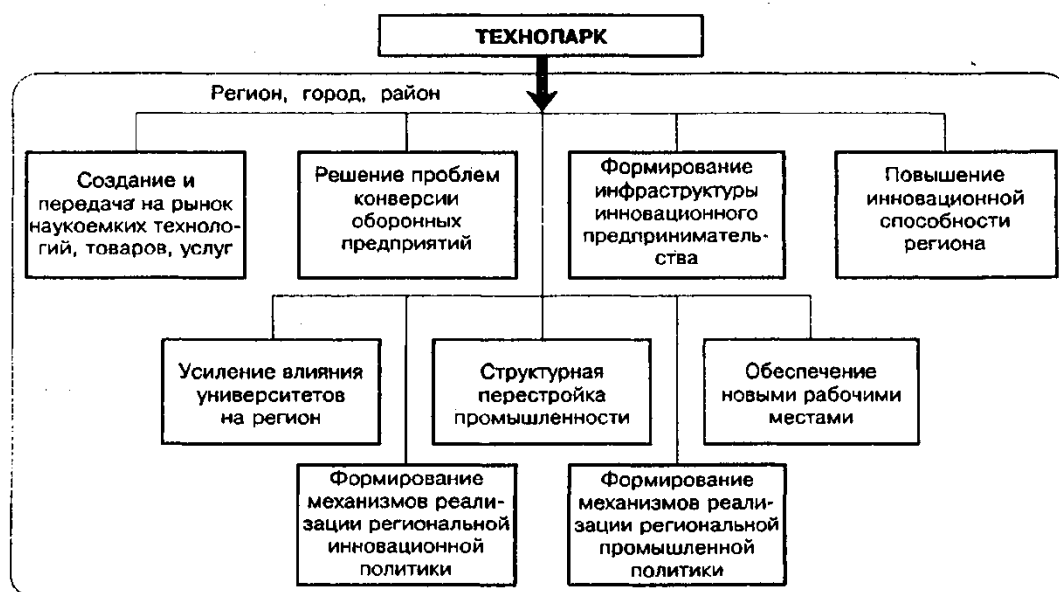 ТЕХНОПАРК
Регион, город, район
Создание и
передача на рынок
наукоемких техноло-
гий, товаров, услуг
Решение проблем
конверсии
оборонных
предприятий
Формирование
инфраструктуры
инновационного
предприниматель-
ства
Повышение
инновационной
способности
региона
Усиление влияния
университетов
на регион
Структурная
перестройка
промышленности
Обеспечение
новыми рабочими
местами
Формирование
механизмов реали-
зации региональной
инновационной
политики
Формирование
механизмов реали-
зации региональной
промышленной
политики